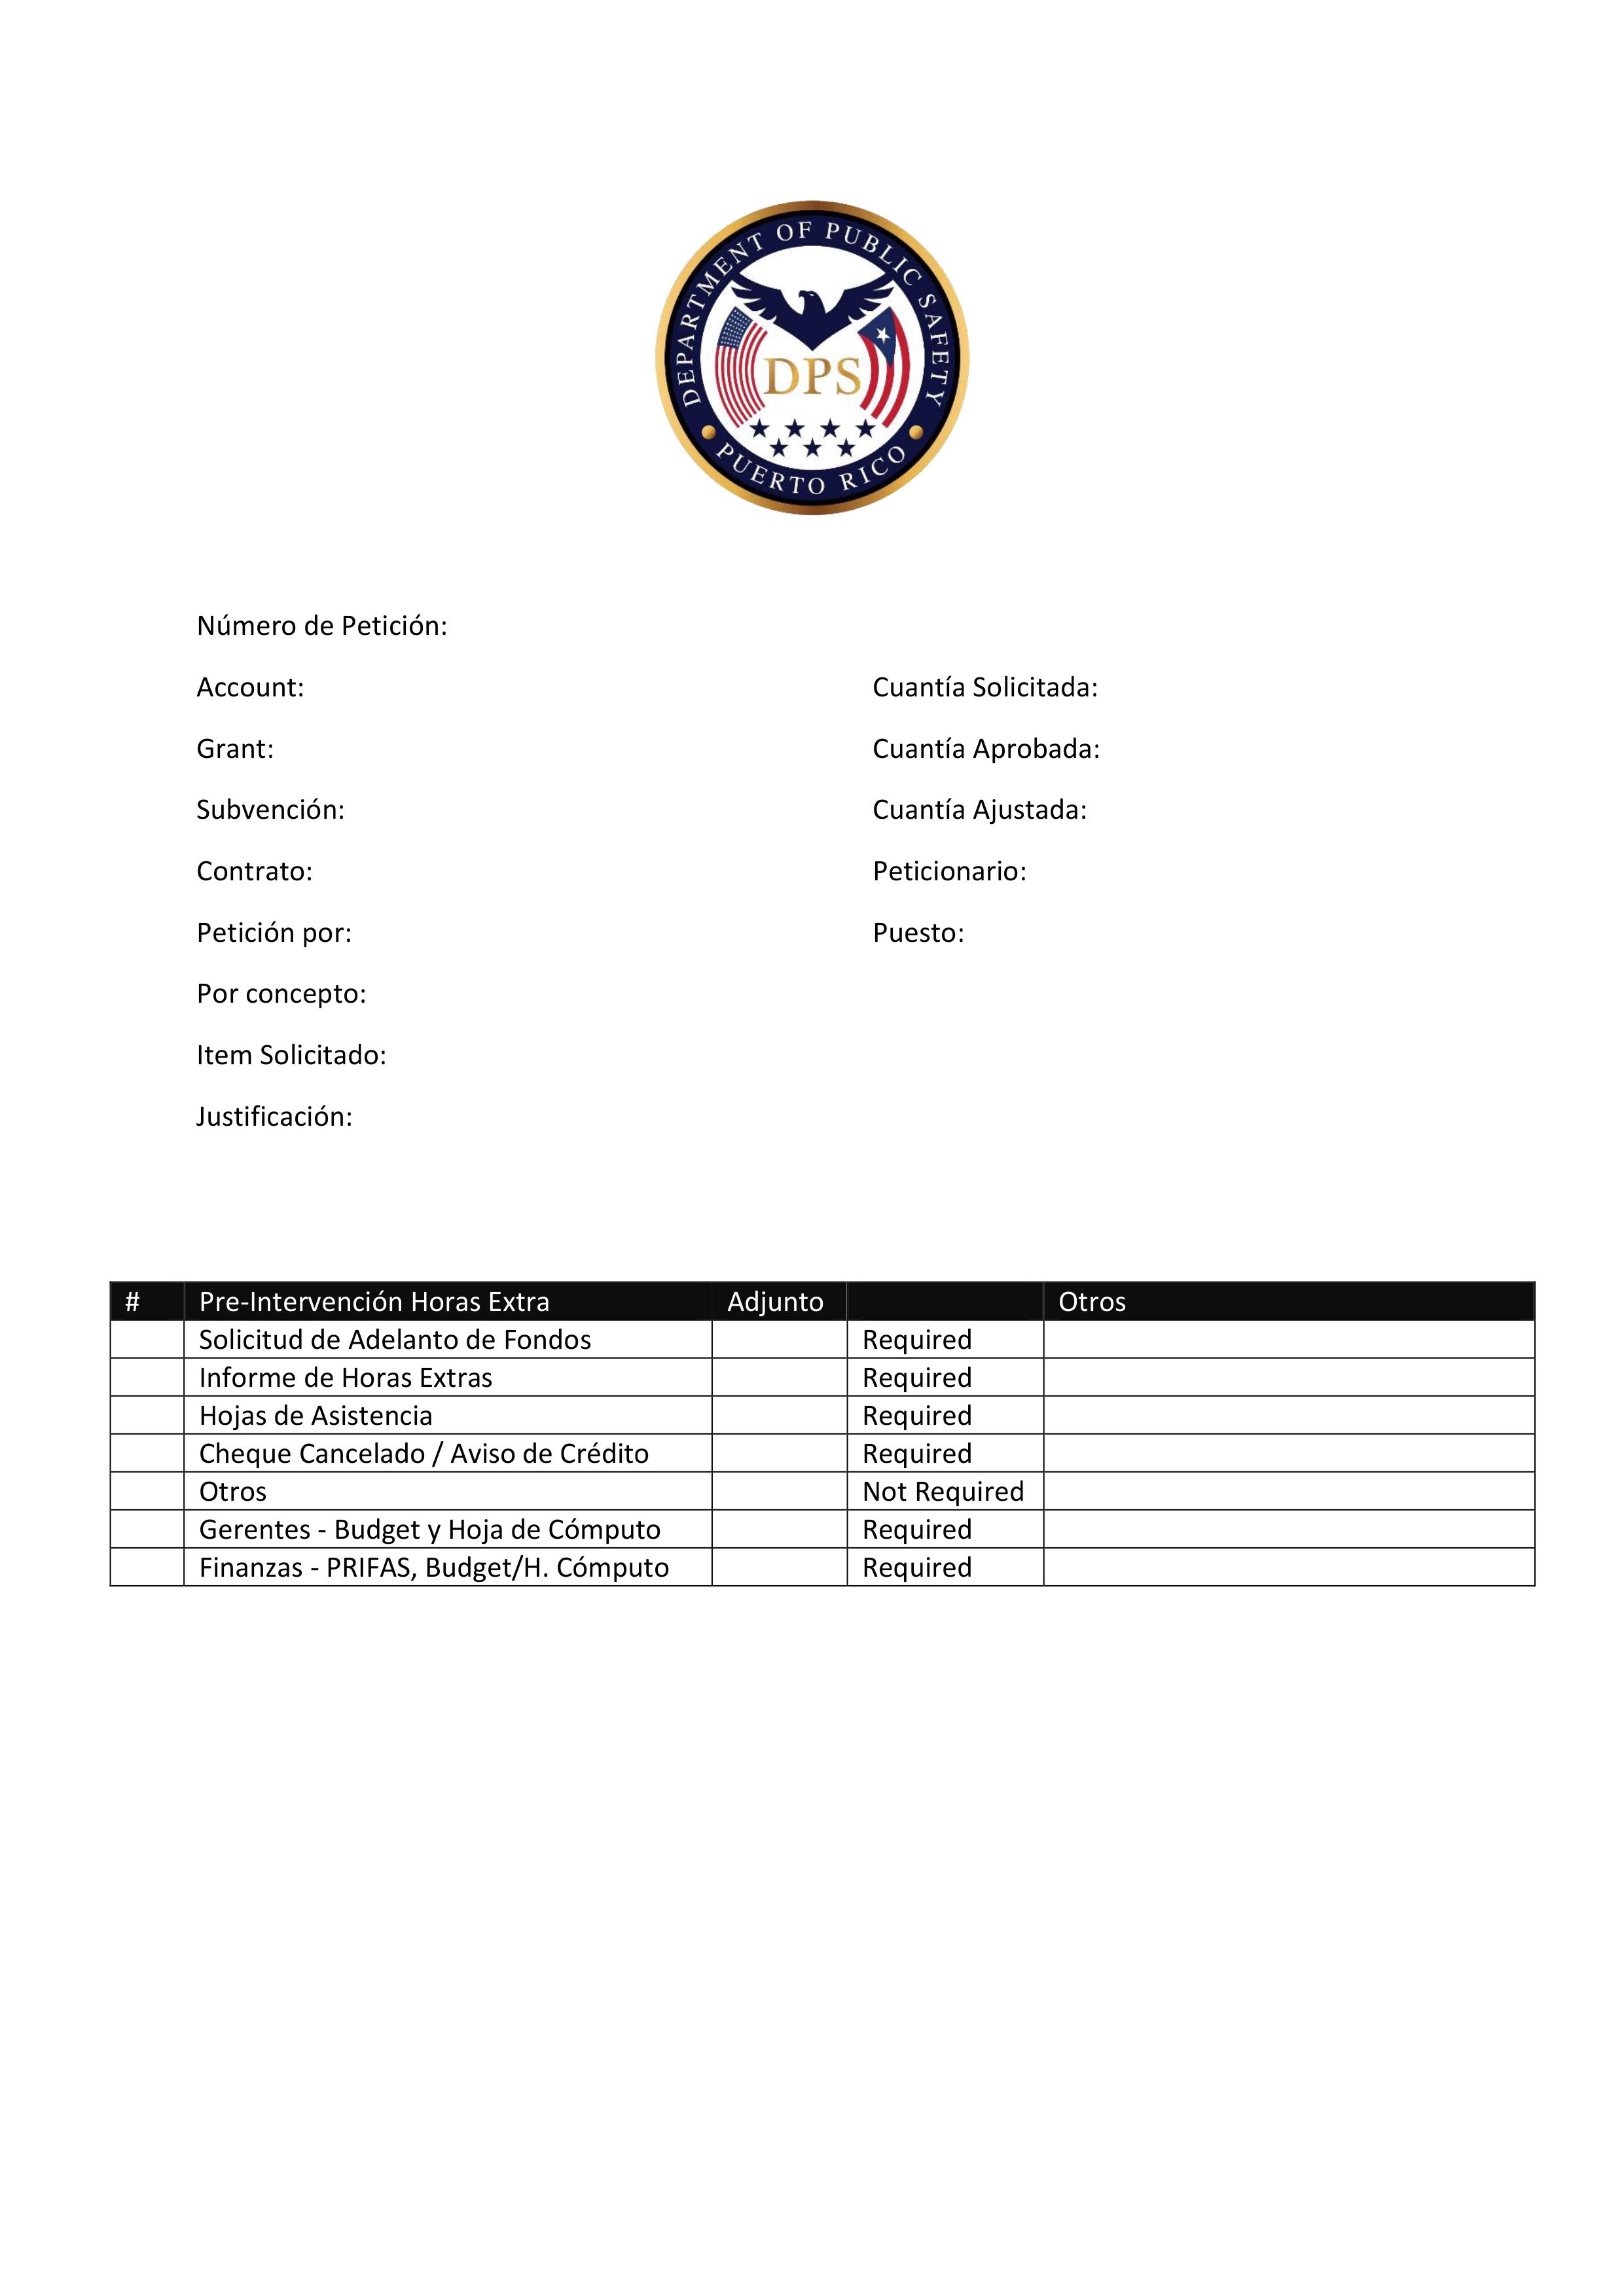 DEPARTMENT OF PUBLIC SAFETY
DPS
PUERTO RICO
Número de Petición:
Account: Cuantía Solicitada:
Grant: Cuantía Aprobada:
Subvención: Cuantía Ajustada:
Contrato: Peticionario:
Petición por: Puesto:
Por concepto:
Item Solicitado:
Justificación:
# Pre-Intervención Horas Extra Adjunto Otros
Solicitud de Adelanto de Fondos Required
Informe de Horas Extras Required
Hojas de Asistencia Required
Cheque Cancelado / Aviso de Crédito Required
Otros Not Required
Gerentes - Budget y Hoja de Cómputo Required
Finanzas - PRIFAS, Budget/H. Cómputo Required